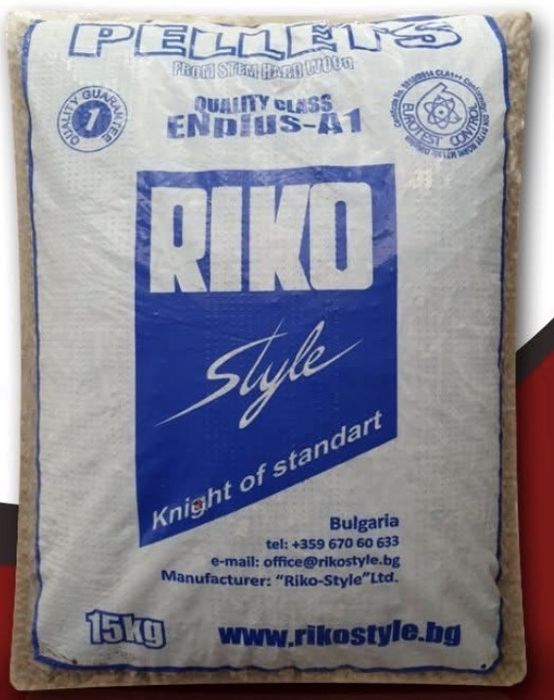 PELLETS
FROM STEM HARD WOOD
QUALITY CLASS
ENplus-A1
QUALITY GUARANTEE
1
EUROTEST CONTROL
RIKO
Style
Knight of standart
Bulgaria
tel: +359 670 60 633
e-mail: office@rikostyle.bg
Manufacturer: "Riko-Style"Ltd.
15kg
www.rikostyle.bg